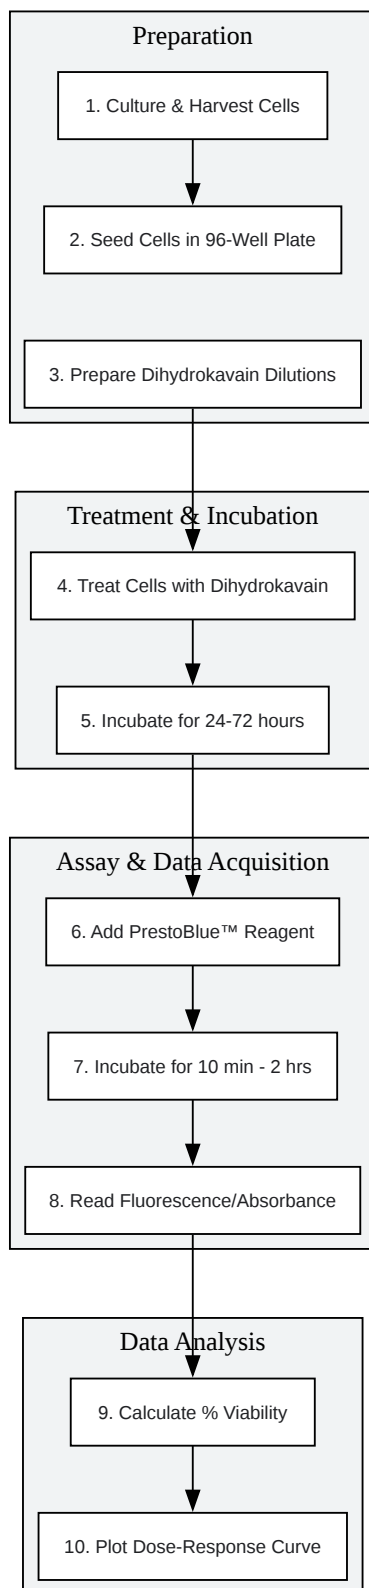 Preparation
1. Culture & Harvest Cells
2. Seed Cells in 96-Well Plate
3. Prepare Dihydrokavain Dilutions
Treatment & Incubation
4. Treat Cells with Dihydrokavain
5. Incubate for 24-72 hours
Assay & Data Acquisition
6. Add PrestoBlue™ Reagent
7. Incubate for 10 min - 2 hrs
8. Read Fluorescence/Absorbance
Data Analysis
9. Calculate % Viability
10. Plot Dose-Response Curve